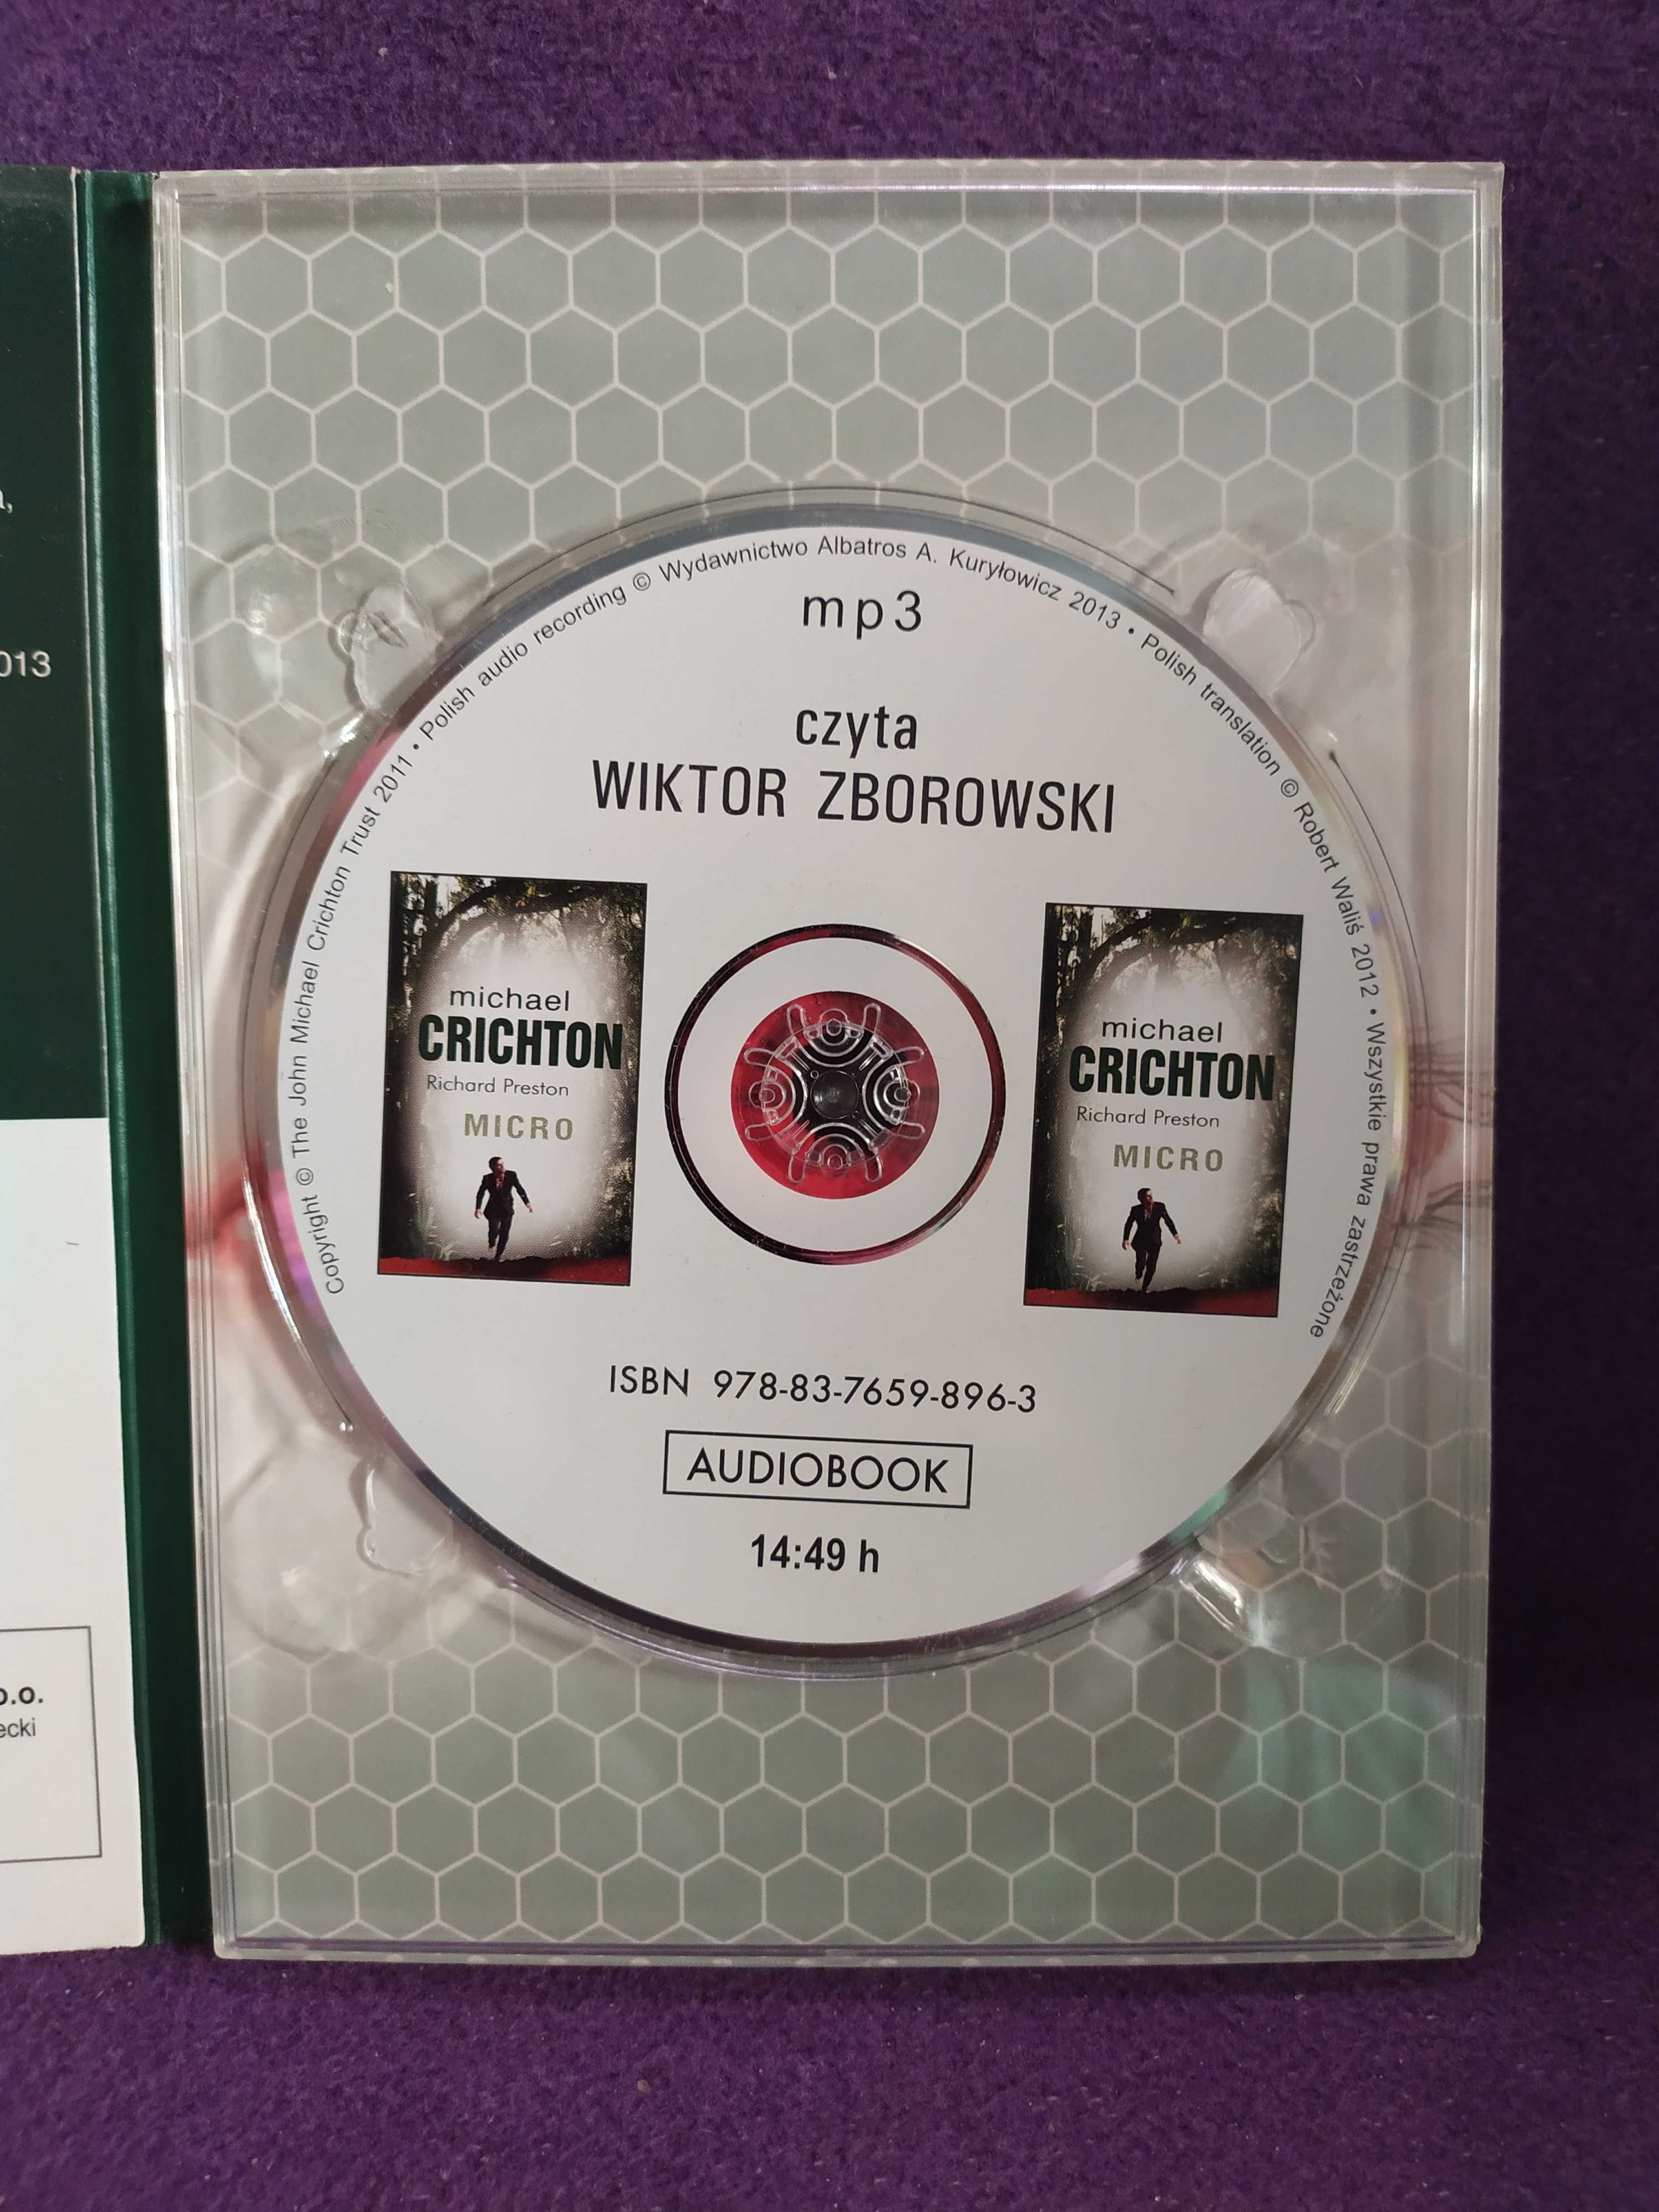 013
p.o.
ecki
Copyright © The John Michael Crichton Trust 2011 • Polish audio recording © Wydawnictwo Albatros A. Kuryłowicz 2013 • Polish translation © Robert Waliś 2012 • Wszystkie prawa zastrzeżone
mp3
czyta
WIKTOR ZBOROWSKI
michael
CRICHTON
Richard Preston
MICRO
michael
CRICHTON
Richard Preston
MICRO
ISBN 978-83-7659-896-3
AUDIOBOOK
14:49 h